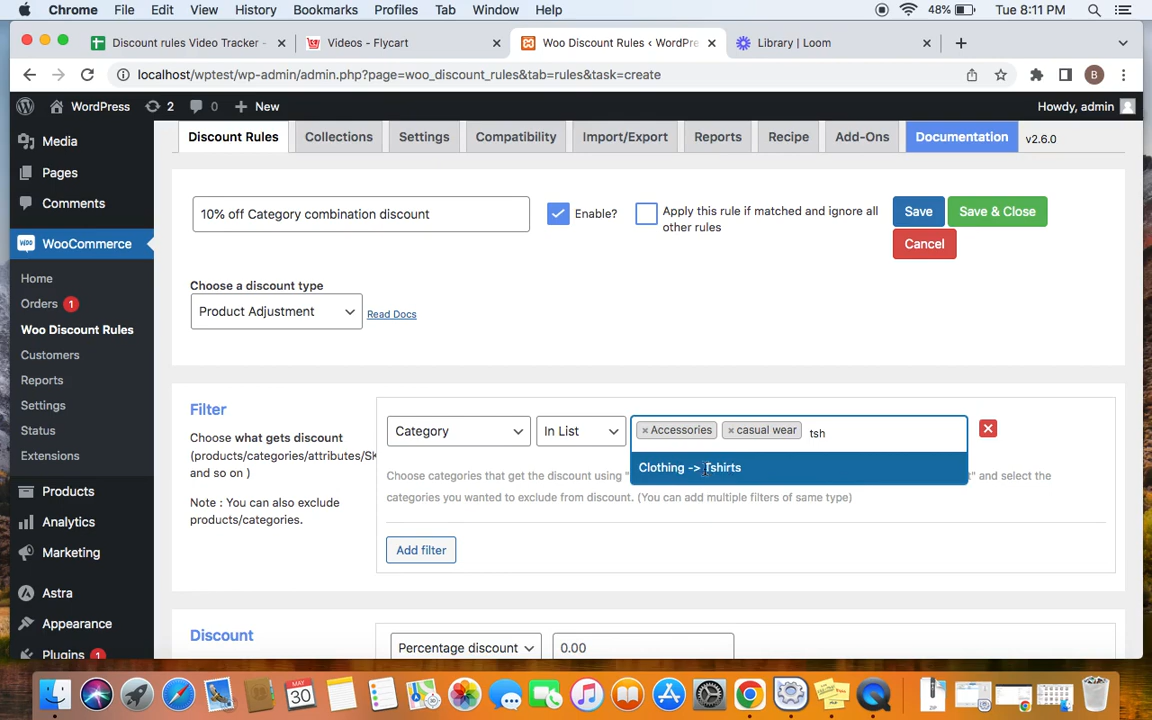 Chrome File Edit View History Bookmarks Profiles Tab Window Help 48% Tue 8:11 PM
Discount rules Video Tracker - Videos - Flycart Woo Discount Rules ‹ WordPre Library | Loom
localhost/wptest/wp-admin/admin.php?page=woo_discount_rules&tab=rules&task=create B
WordPress 2 0 New Howdy, admin
Media
Pages
Comments
WooCommerce
Home
Orders 1
Woo Discount Rules
Customers
Reports
Settings
Status
Extensions
Products
Analytics
Marketing
Astra
Appearance
Plugins 1
Discount Rules Collections Settings Compatibility Import/Export Reports Recipe Add-Ons Documentation v2.6.0
10% off Category combination discount
Enable?
Apply this rule if matched and ignore all
other rules
Save Save & Close
Cancel
Choose a discount type
Product Adjustment Read Docs
Filter
Choose what gets discount
(products/categories/attributes/SK
and so on )
Note : You can also exclude
products/categories.
Category In List × Accessories × casual wear tsh
Clothing -> Tshirts
Choose categories that get the discount using " " and select the
categories you wanted to exclude from discount. (You can add multiple filters of same type)
Add filter
Discount
Percentage discount 0.00
MAY
30
ZIP